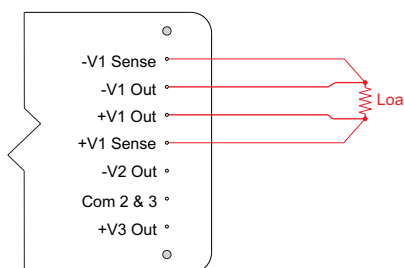 -V1 Sense
-V1 Out
+V1 Out
Loa
+V1 Sense
-V2 Out
Com 2 & 3
+V3 Out